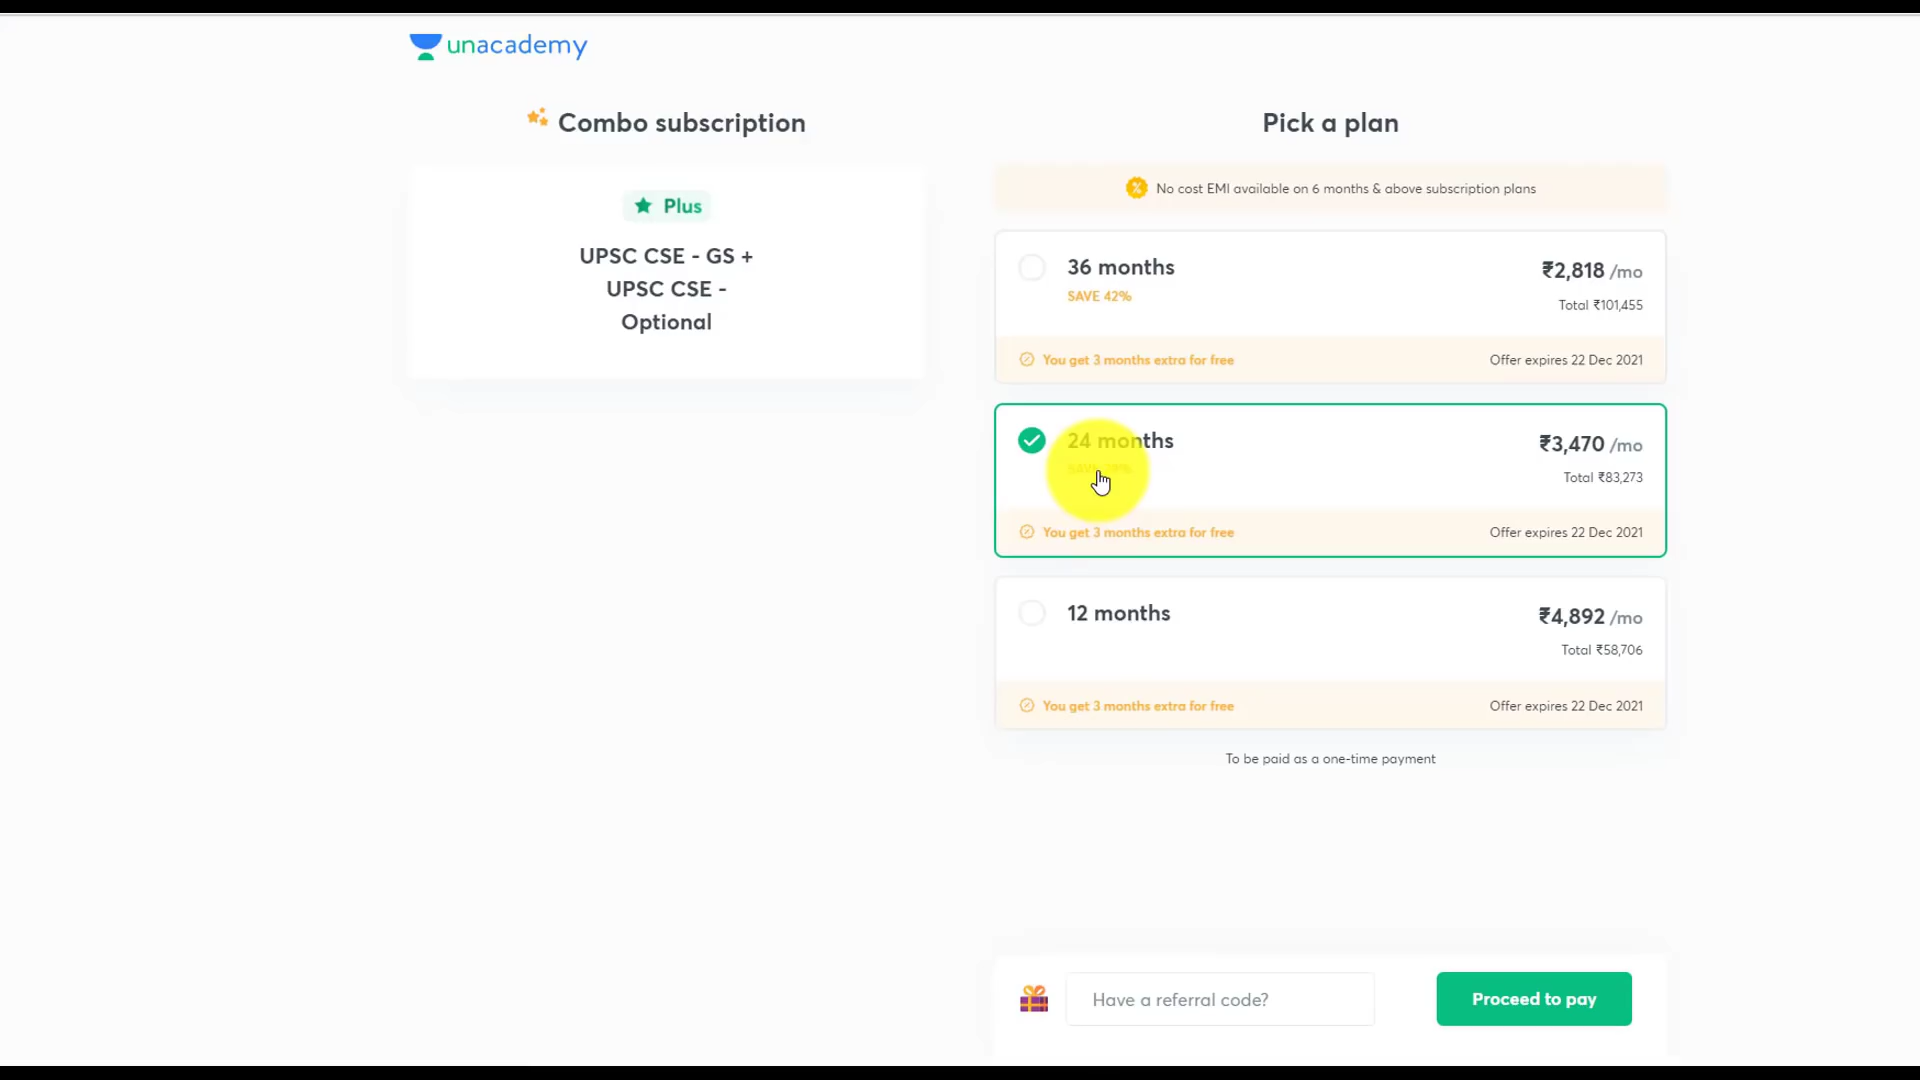 unacademy
Combo subscription
Plus
UPSC CSE - GS +
UPSC CSE -
Optional
Pick a plan
No cost EMI available on 6 months & above subscription plans
36 months
₹2,818 /mo
SAVE 42%
Total ₹101,455
You get 3 months extra for free
Offer expires 22 Dec 2021
24 months
₹3,470 /mo
SAVE
Total ₹83,273
You get 3 months extra for free
Offer expires 22 Dec 2021
12 months
₹4,892 /mo
Total ₹58,706
You get 3 months extra for free
Offer expires 22 Dec 2021
To be paid as a one-time payment
Have a referral code?
Proceed to pay